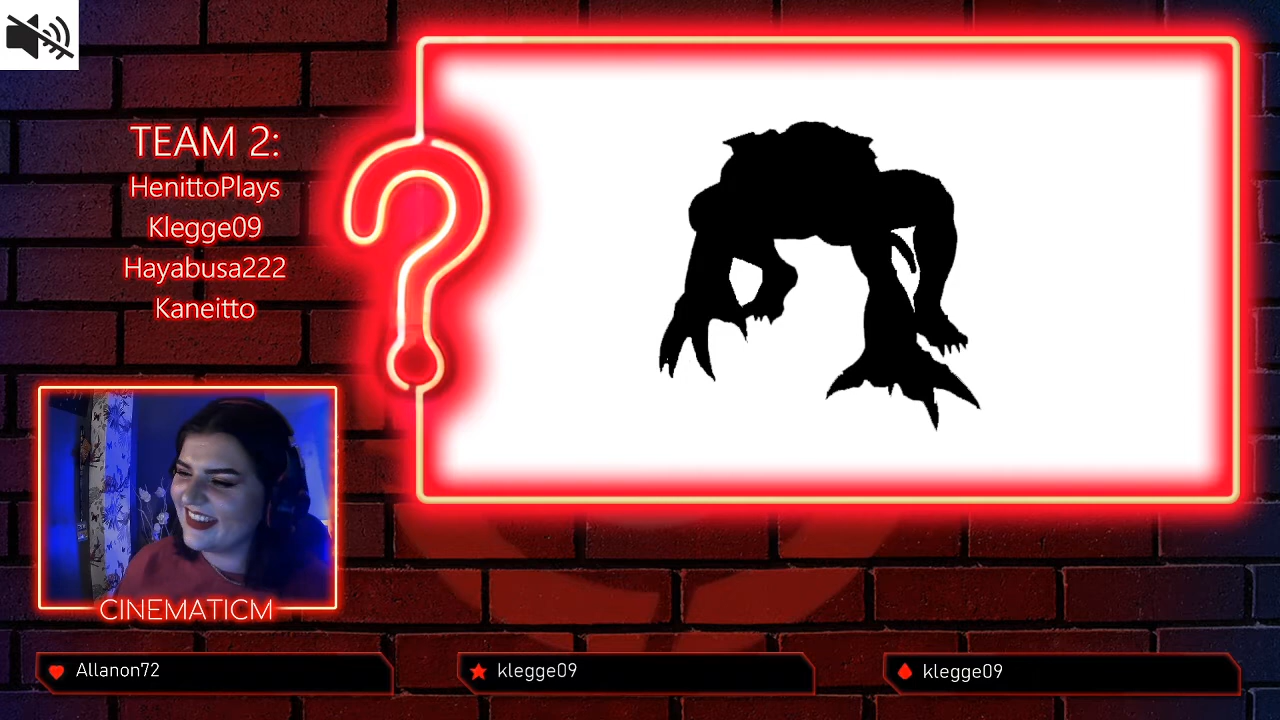 TEAM 2:
HenittoPlays
Klegge09
Hayabusa222
Kaneitto
?
CINEMATICM
Allanon72
klegge09
klegge09